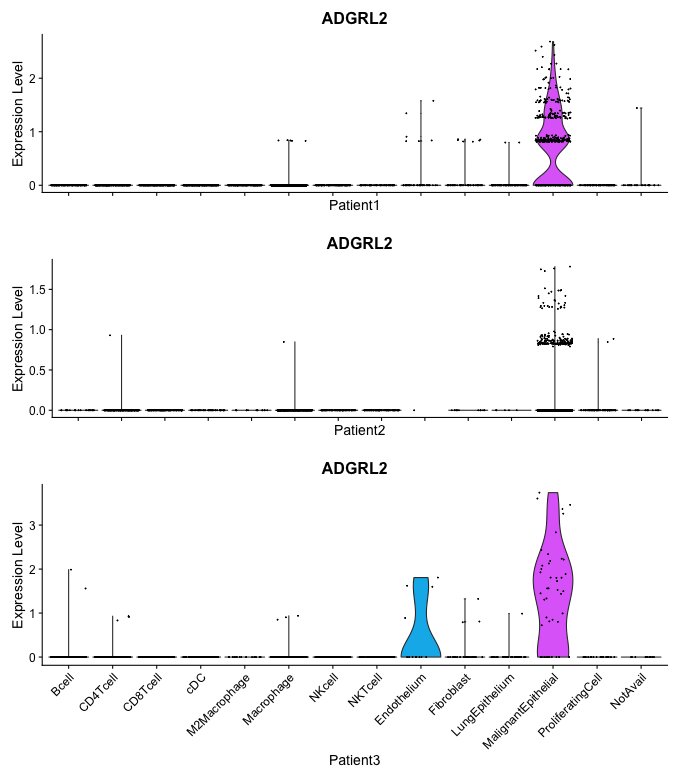 ADGRL2
Expression Level
2
1
0
Patient1
ADGRL2
Expression Level
1.5
1.0
0.5
0.0
Patient2
ADGRL2
Expression Level
3
2
1
0
Bcell
CD4Tcell
CD8Tcell
cDC
M2Macrophage
Macrophage
NKcell
NKTcell
Endothelium
Fibroblast
LungEpithelium
MalignantEpithelial
ProliferatingCell
NotAvail
Patient3